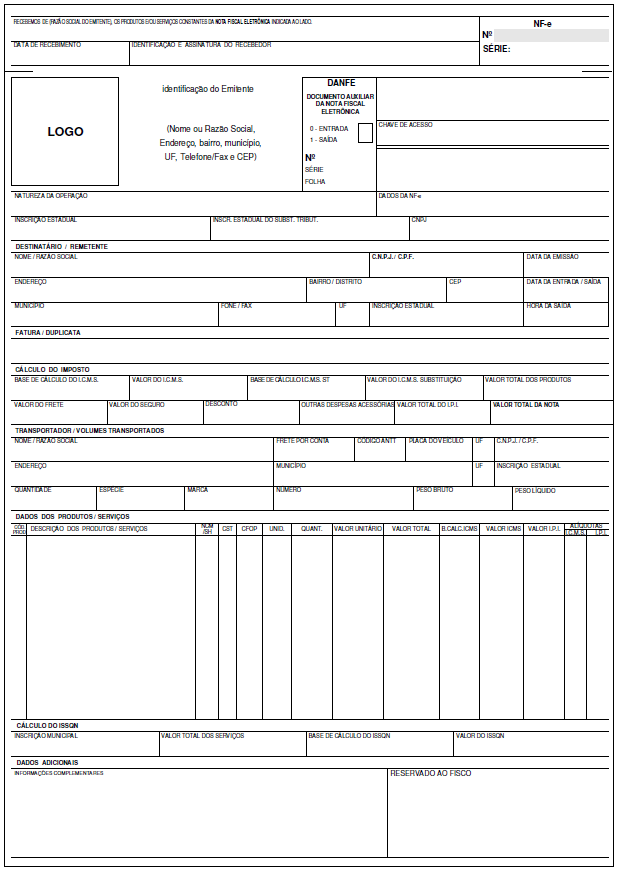 RECEBEMOS DE (RAZÃO SOCIAL DO EMITENTE), OS PRODUTOS E/OU SERVIÇOS CONSTANTES DA NOTA FISCAL ELETRÔNICA INDICADA AO LADO.
NF-e
Nº
SÉRIE:
DATA DE RECEBIMENTO
IDENTIFICAÇÃO E ASSINATURA DO RECEBEDOR
LOGO
identificação do Emitente
(Nome ou Razão Social,
Endereço, bairro, município,
UF, Telefone/Fax e CEP)
DANFE
DOCUMENTO AUXILIAR
DA NOTA FISCAL
ELETRÔNICA
0 - ENTRADA
1 - SAÍDA
Nº
SÉRIE
FOLHA
CHAVE DE ACESSO
NATUREZA DA OPERAÇÃO
DADOS DA NF-e
INSCRIÇÃO ESTADUAL
INSCR. ESTADUAL DO SUBST. TRIBUT.
CNPJ
DESTINATÁRIO / REMETENTE
NOME / RAZÃO SOCIAL
C.N.P.J. / C.P.F.
DATA DA EMISSÃO
ENDEREÇO
BAIRRO / DISTRITO
CEP
DATA DA ENTRADA / SAÍDA
MUNICÍPIO
FONE / FAX
UF
INSCRIÇÃO ESTADUAL
HORA DA SAÍDA
FATURA / DUPLICATA
CÁLCULO DO IMPOSTO
BASE DE CÁLCULO DO I.C.M.S.
VALOR DO I.C.M.S.
BASE DE CÁLCULO I.C.M.S. ST
VALOR DO I.C.M.S. SUBSTITUIÇÃO
VALOR TOTAL DOS PRODUTOS
VALOR DO FRETE
VALOR DO SEGURO
DESCONTO
OUTRAS DESPESAS ACESSÓRIAS
VALOR TOTAL DO I.P.I.
VALOR TOTAL DA NOTA
TRANSPORTADOR / VOLUMES TRANSPORTADOS
NOME / RAZÃO SOCIAL
FRETE POR CONTA
CÓDIGO ANTT
PLACA DO VEÍCULO
UF
C.N.P.J. / C.P.F.
ENDEREÇO
MUNICÍPIO
UF
INSCRIÇÃO ESTADUAL
QUANTIDADE
ESPÉCIE
MARCA
NÚMERO
PESO BRUTO
PESO LÍQUIDO
DADOS DOS PRODUTOS / SERVIÇOS
CÓD.
PROD.
DESCRIÇÃO DOS PRODUTOS / SERVIÇOS
NCM
/SH
CST
CFOP
UNID.
QUANT.
VALOR UNITÁRIO
VALOR TOTAL
B.CALC.ICMS
VALOR ICMS
VALOR I.P.I.
ALÍQUOTAS
I.C.M.S.
I.P.I.
CÁLCULO DO ISSQN
INSCRIÇÃO MUNICIPAL
VALOR TOTAL DOS SERVIÇOS
BASE DE CÁLCULO DO ISSQN
VALOR DO ISSQN
DADOS ADICIONAIS
INFORMAÇÕES COMPLEMENTARES
RESERVADO AO FISCO